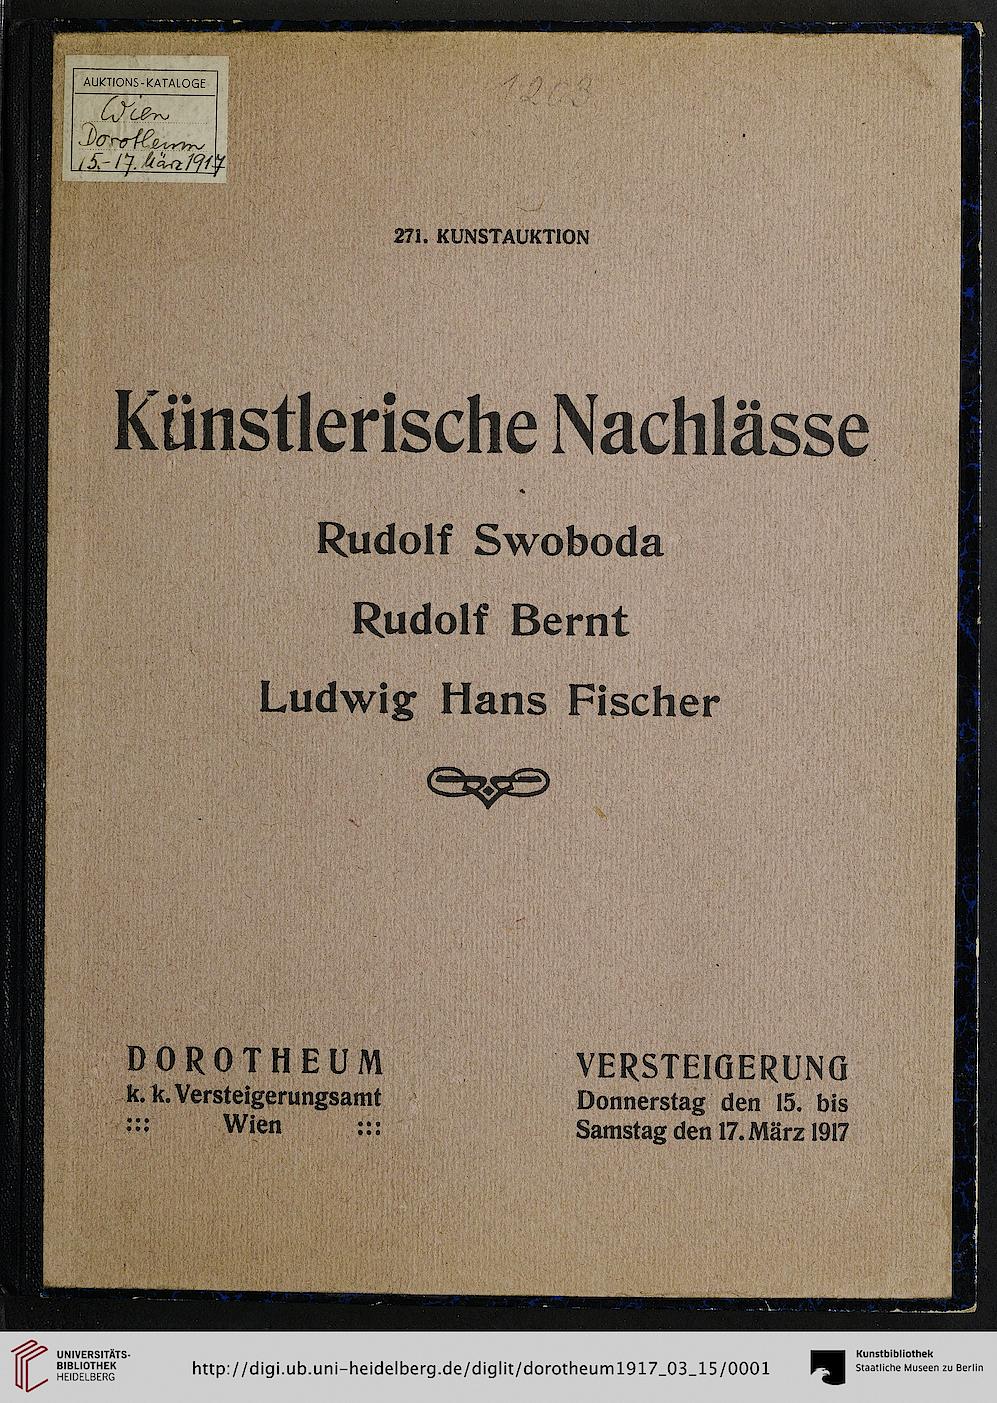 AUKTIONS-KATALOGE
Wien
Dorotheum
15.-17. März 1917
1203
271. KUNSTAUKTION
Künstlerische Nachlässe
Rudolf Swoboda
Rudolf Bernt
Ludwig Hans Fischer
DOROTHEUM
k. k. Versteigerungsamt
::: Wien :::
VERSTEIGERUNG
Donnerstag den 15. bis
Samstag den 17. März 1917
UNIVERSITÄTS-
BIBLIOTHEK
HEIDELBERG
http://digi.ub.uni-heidelberg.de/diglit/dorotheum1917_03_15/0001
Kunstbibliothek
Staatliche Museen zu Berlin